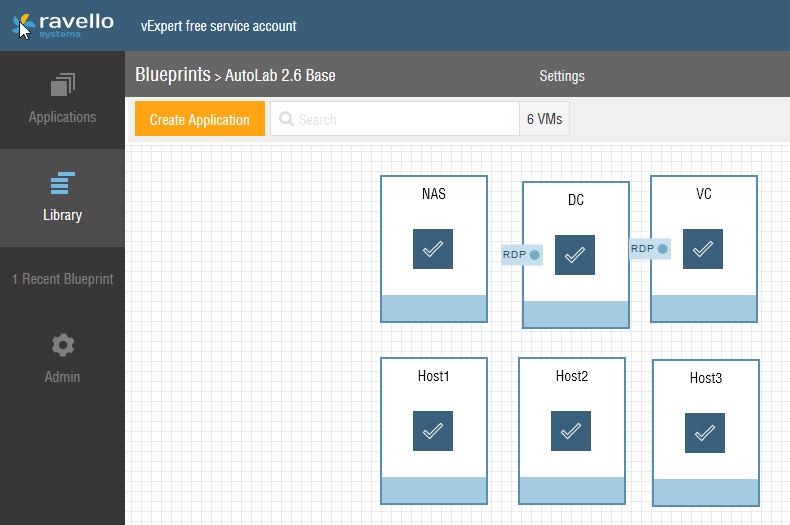 ravello
systems
vExpert free service account
Blueprints > AutoLab 2.6 Base
Settings
Applications
Create Application
Search
6 VMs
Library
1 Recent Blueprint
Admin
NAS
DC
VC
RDP
RDP
Host1
Host2
Host3